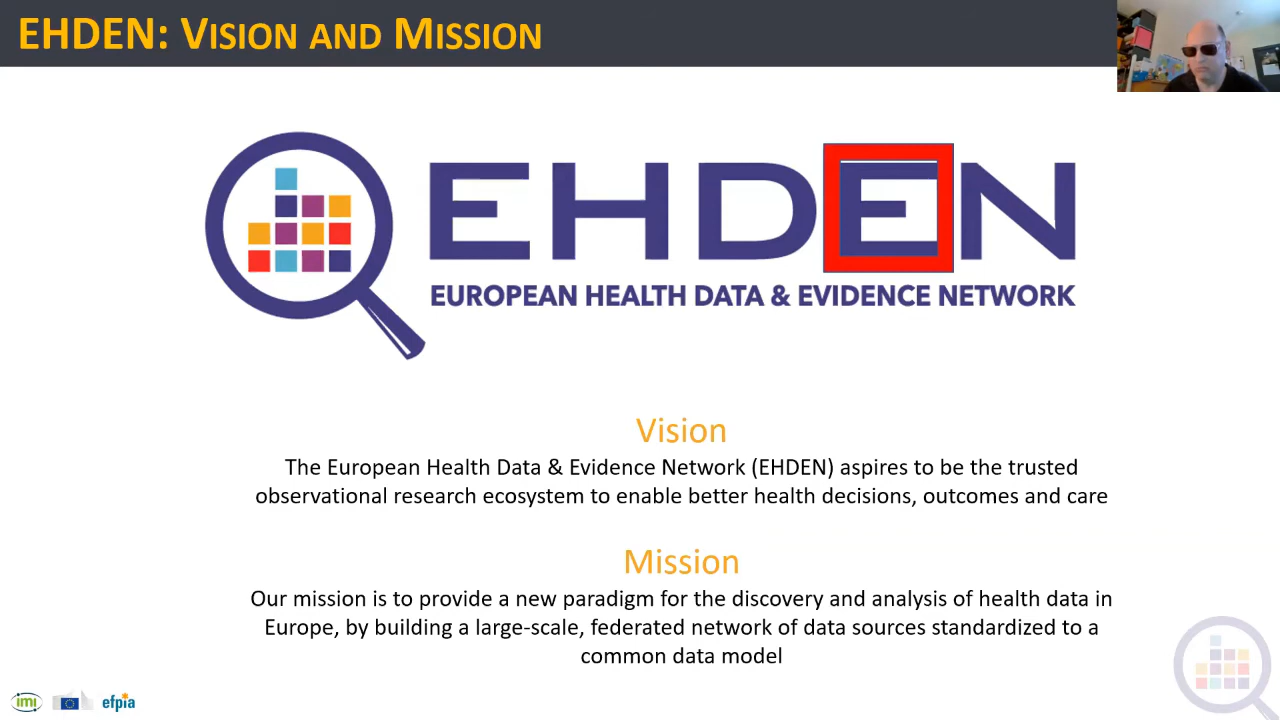 EHDEN: VISION AND MISSION
EHDEN
EUROPEAN HEALTH DATA & EVIDENCE NETWORK
Vision
The European Health Data & Evidence Network (EHDEN) aspires to be the trusted
observational research ecosystem to enable better health decisions, outcomes and care
Mission
Our mission is to provide a new paradigm for the discovery and analysis of health data in
Europe, by building a large-scale, federated network of data sources standardized to a
common data model
imi
efpia